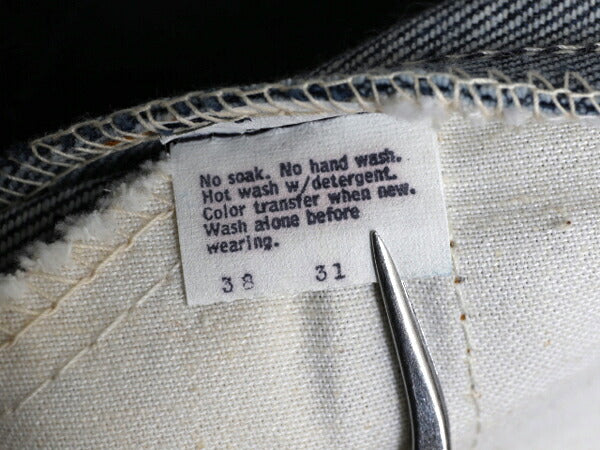 No soak. No hand wash.
Hot wash w/detergent.
Color transfer when new.
Wash alone before
wearing.
38 31